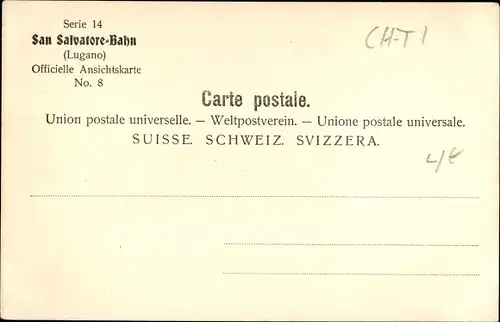 Serie 14
San Salvatore-Bahn
(Lugano)
Officielle Ansichtskarte
No. 8
CH-TI
Carte postale.
Union postale universelle. — Weltpostverein. — Unione postale universale.
SUISSE. SCHWEIZ. SVIZZERA.